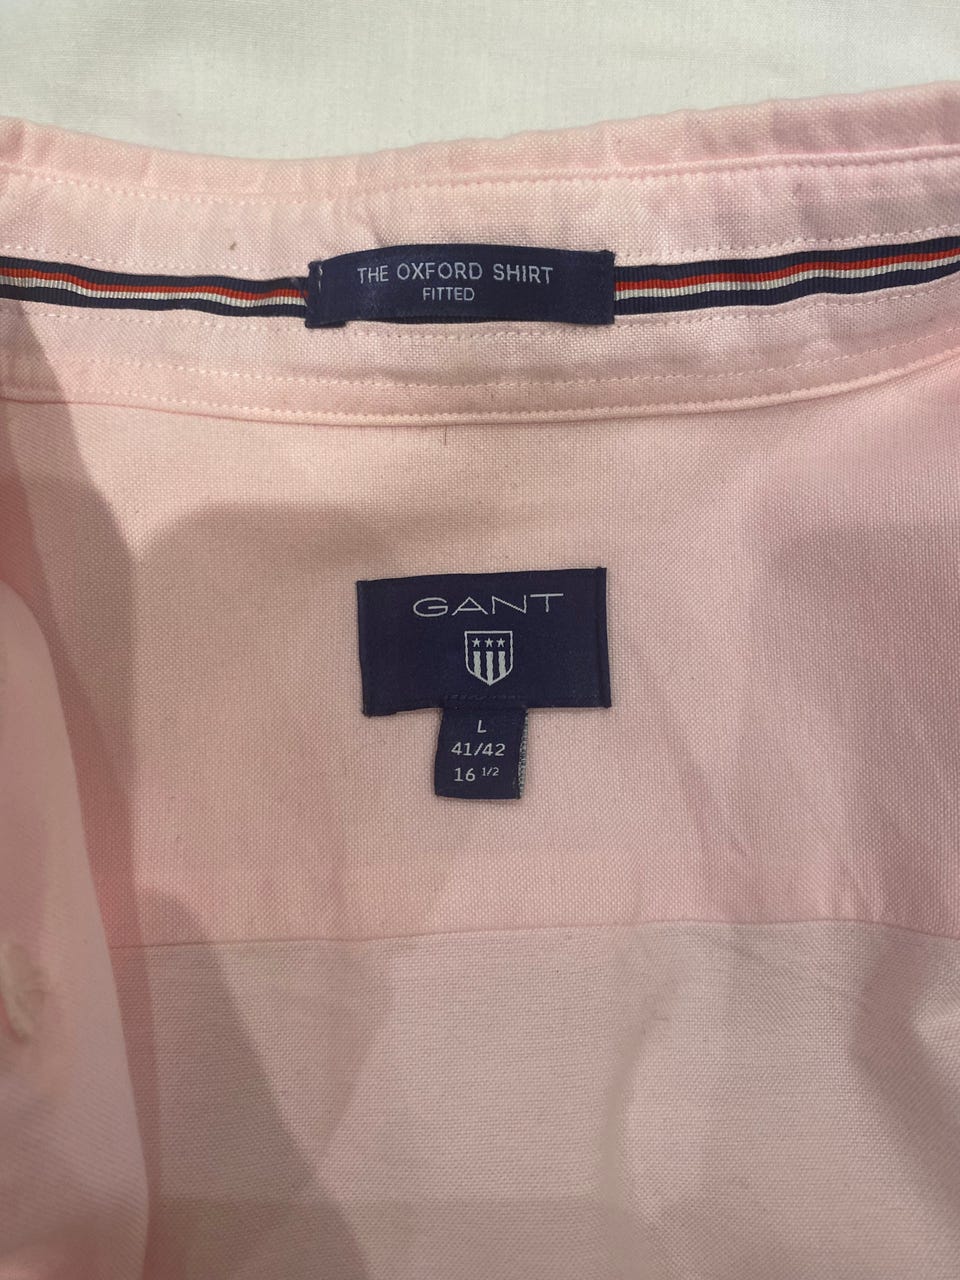 THE OXFORD SHIRT
FITTED
GANT
L
41/42
16 1/2